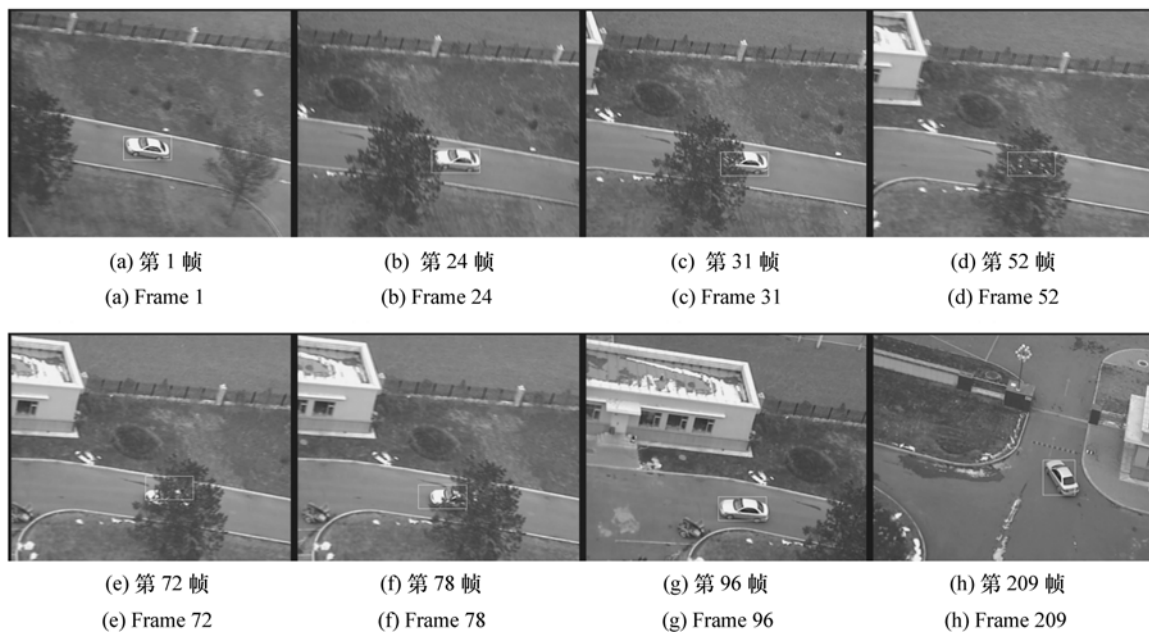 (a) 第 1 帧
(b) 第 24 帧
(c) 第 31 帧
(d) 第 52 帧
(a) Frame 1
(b) Frame 24
(c) Frame 31
(d) Frame 52
(e) 第 72 帧
(f) 第 78 帧
(g) 第 96 帧
(h) 第 209 帧
(e) Frame 72
(f) Frame 78
(g) Frame 96
(h) Frame 209